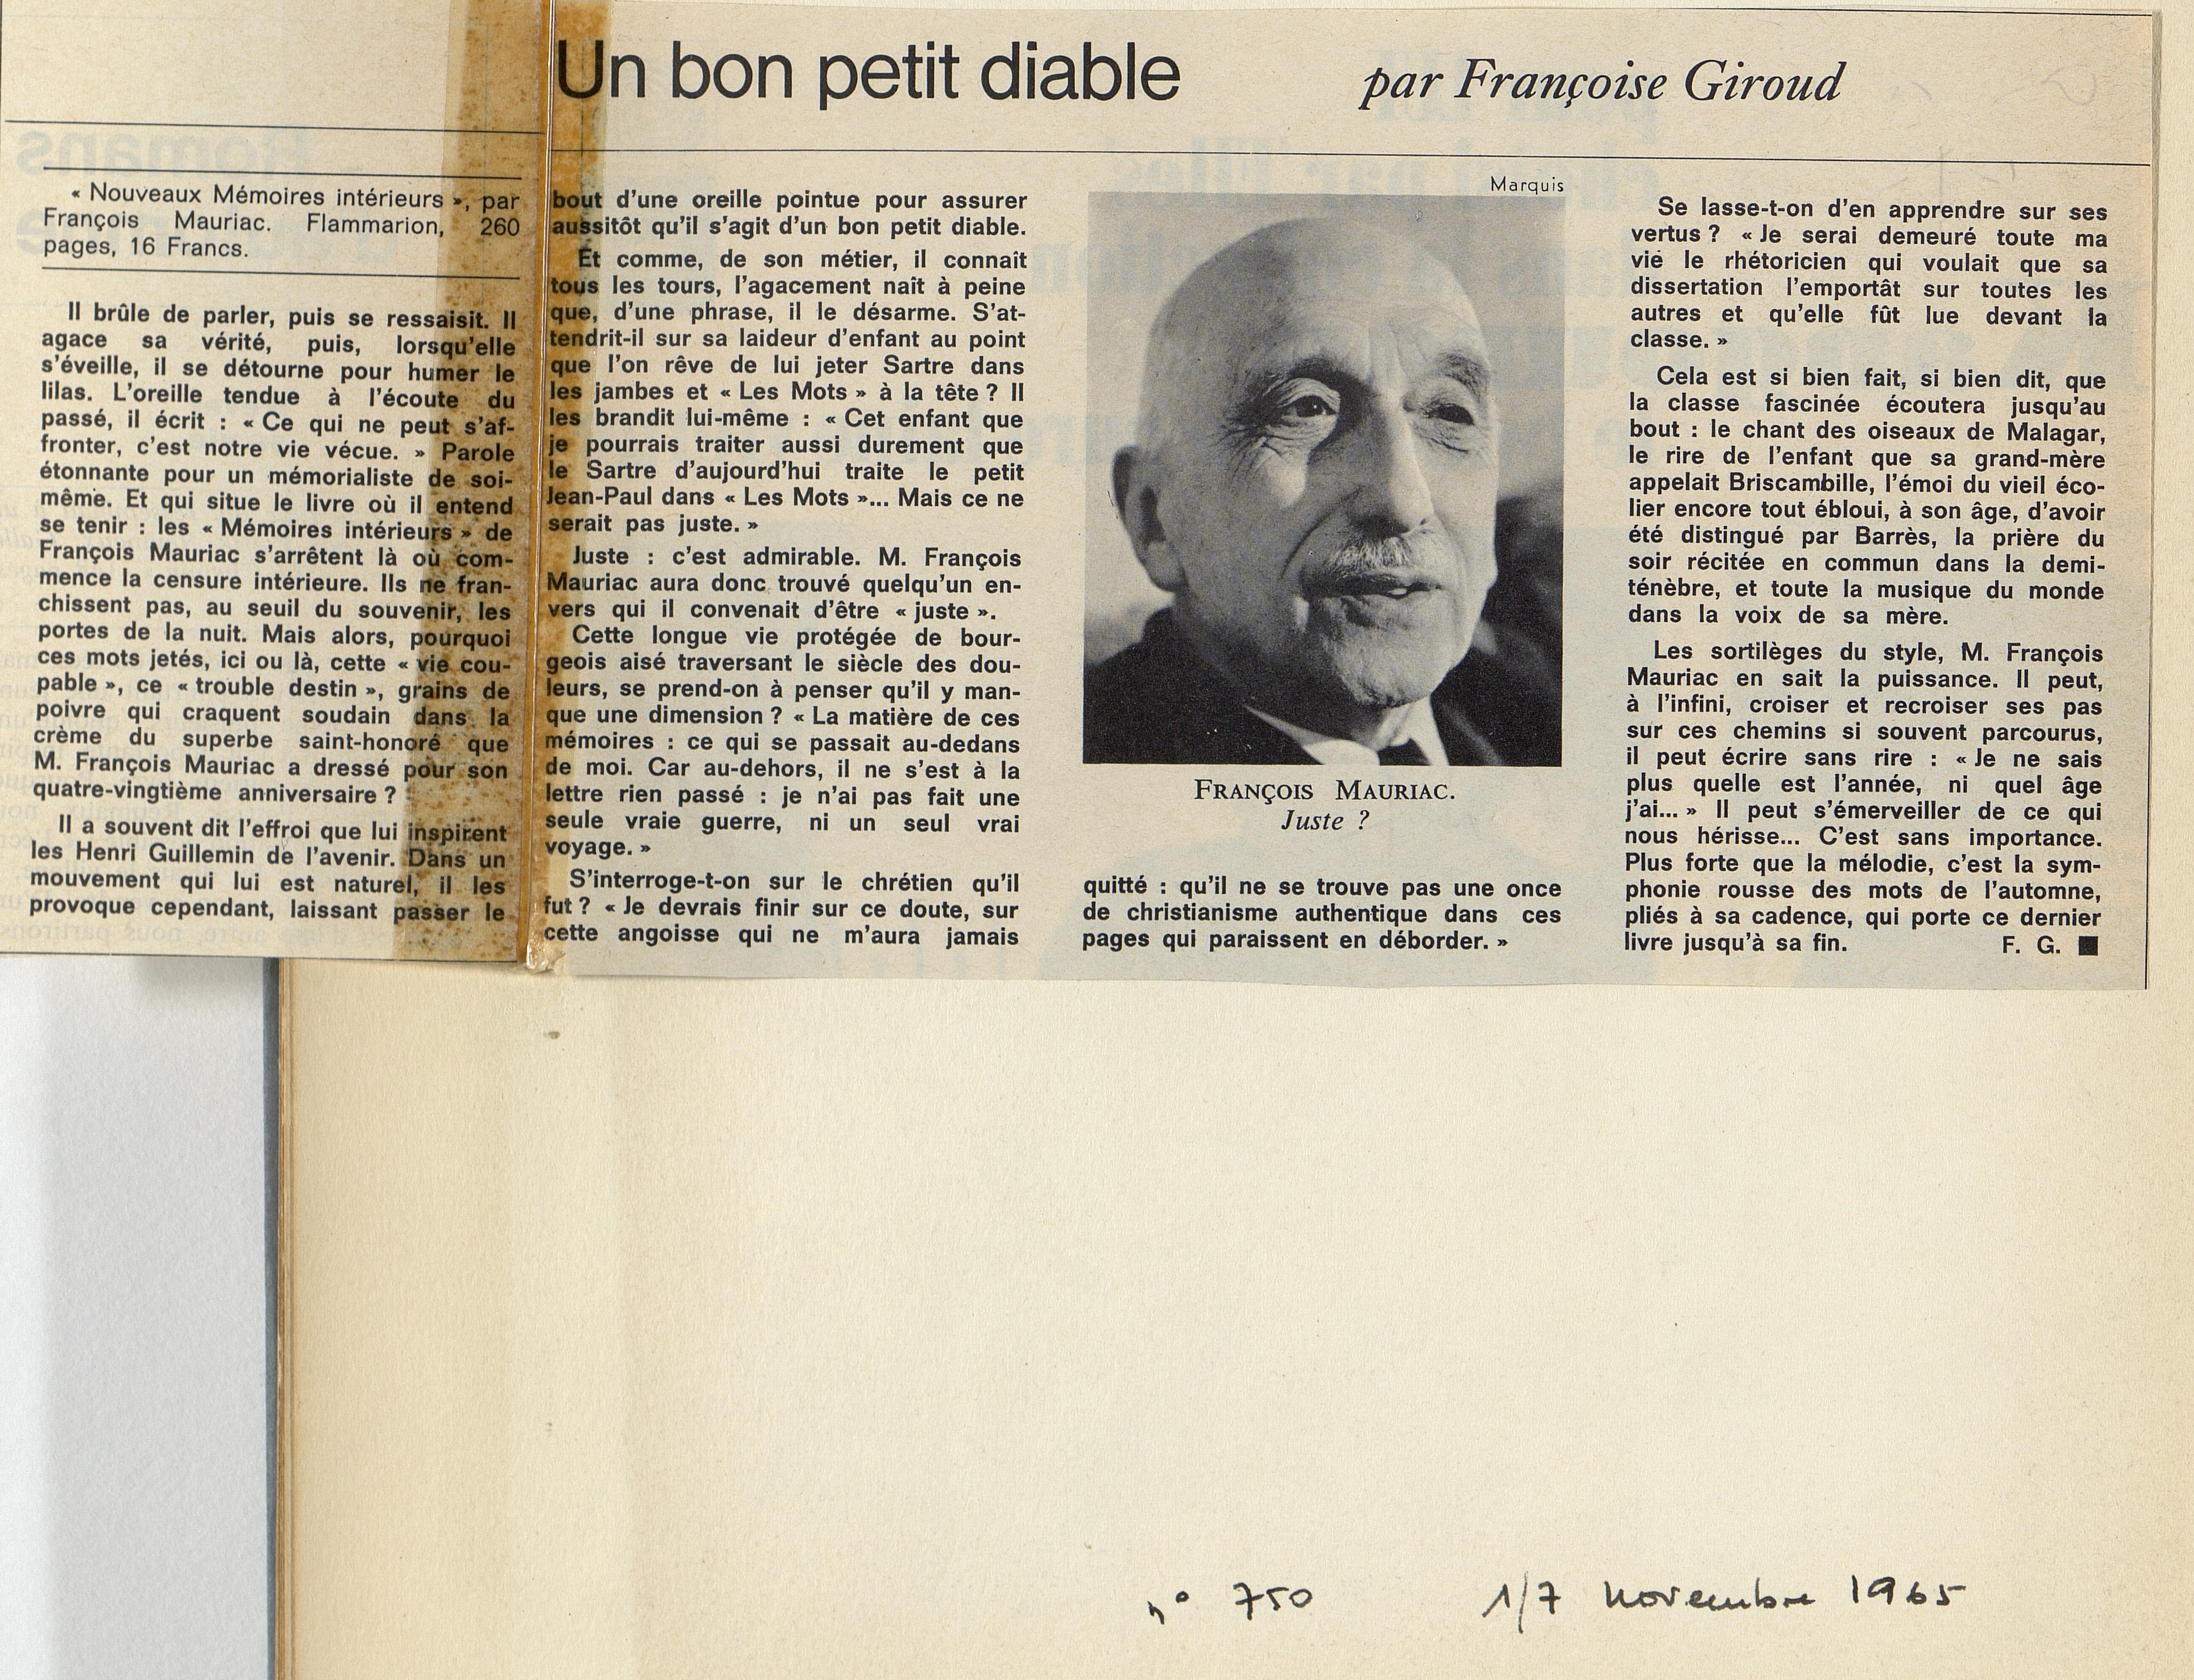 Un bon petit diable
par Françoise Giroud
« Nouveaux Mémoires intérieurs », par
François Mauriac. Flammarion, 260
pages, 16 Francs.
Il brûle de parler, puis se ressaisit. Il
agace sa vérité, puis, lorsqu'elle
s'éveille, il se détourne pour humer le
lilas. L'oreille tendue à l'écoute du
passé, il écrit : « Ce qui ne peut s'af-
fronter, c'est notre vie vécue. » Parole
étonnante pour un mémorialiste de soi-
même. Et qui situe le livre où il entend
se tenir : les « Mémoires intérieurs » de
François Mauriac s'arrêtent là où com-
mence la censure intérieure. Ils ne fran-
chissent pas, au seuil du souvenir, les
portes de la nuit. Mais alors, pourquoi
ces mots jetés, ici ou là, cette « vie cou-
pable », ce « trouble destin », grains de
poivre qui craquent soudain dans la
crème du superbe saint-honoré que
M. François Mauriac a dressé pour son
quatre-vingtième anniversaire ?
Il a souvent dit l'effroi que lui inspirent
les Henri Guillemin de l'avenir. Dans un
mouvement qui lui est naturel, il les
provoque cependant, laissant passer le
bout d'une oreille pointue pour assurer
aussitôt qu'il s'agit d'un bon petit diable.
Et comme, de son métier, il connaît
tous les tours, l'agacement naît à peine
que, d'une phrase, il le désarme. S'at-
tendrit-il sur sa laideur d'enfant au point
que l'on rêve de lui jeter Sartre dans
les jambes et « Les Mots » à la tête ? Il
les brandit lui-même : « Cet enfant que
je pourrais traiter aussi durement que
le Sartre d'aujourd'hui traite le petit
Jean-Paul dans « Les Mots »... Mais ce ne
serait pas juste. »
Juste : c'est admirable. M. François
Mauriac aura donc trouvé quelqu'un en-
vers qui il convenait d'être « juste ».
Cette longue vie protégée de bour-
geois aisé traversant le siècle des dou-
leurs, se prend-on à penser qu'il y man-
que une dimension ? « La matière de ces
mémoires : ce qui se passait au-dedans
de moi. Car au-dehors, il ne s'est à la
lettre rien passé : je n'ai pas fait une
seule vraie guerre, ni un seul vrai
voyage. »
S'interroge-t-on sur le chrétien qu'il
fut ? « Je devrais finir sur ce doute, sur
cette angoisse qui ne m'aura jamais
Marquis
FRANÇOIS MAURIAC.
Juste ?
quitté : qu'il ne se trouve pas une once
de christianisme authentique dans ces
pages qui paraissent en déborder. »
Se lasse-t-on d'en apprendre sur ses
vertus ? « Je serai demeuré toute ma
vie le rhétoricien qui voulait que sa
dissertation l'emportât sur toutes les
autres et qu'elle fût lue devant la
classe. »
Cela est si bien fait, si bien dit, que
la classe fascinée écoutera jusqu'au
bout : le chant des oiseaux de Malagar,
le rire de l'enfant que sa grand-mère
appelait Briscambille, l'émoi du vieil éco-
lier encore tout ébloui, à son âge, d'avoir
été distingué par Barrès, la prière du
soir récitée en commun dans la demi-
ténèbre, et toute la musique du monde
dans la voix de sa mère.
Les sortilèges du style, M. François
Mauriac en sait la puissance. Il peut,
à l'infini, croiser et recroiser ses pas
sur ces chemins si souvent parcourus,
il peut écrire sans rire : « Je ne sais
plus quelle est l'année, ni quel âge
j'ai... » Il peut s'émerveiller de ce qui
nous hérisse... C'est sans importance.
Plus forte que la mélodie, c'est la sym-
phonie rousse des mots de l'automne,
pliés à sa cadence, qui porte ce dernier
livre jusqu'à sa fin. F. G. ■
n° 750 1/7 novembre 1965